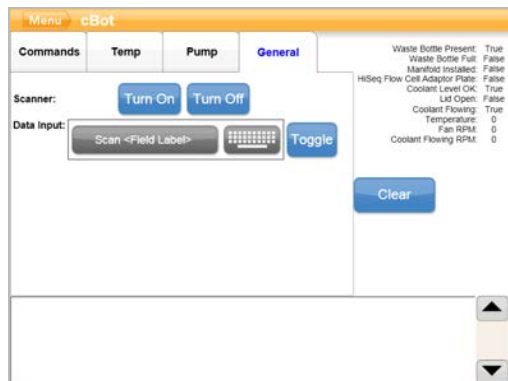 Menu cBot
Commands Temp Pump General
Scanner: Turn On Turn Off
Data Input: Scan <Field Label> Toggle
Waste Bottle Present: True
Waste Bottle Full: False
Manifold Installed: False
HiSeq Flow Cell Adaptor Plate: False
Coolant Level OK: True
Lid Open: False
Coolant Flowing: True
Temperature: 0
Fan RPM: 0
Coolant Flowing RPM: 0
Clear